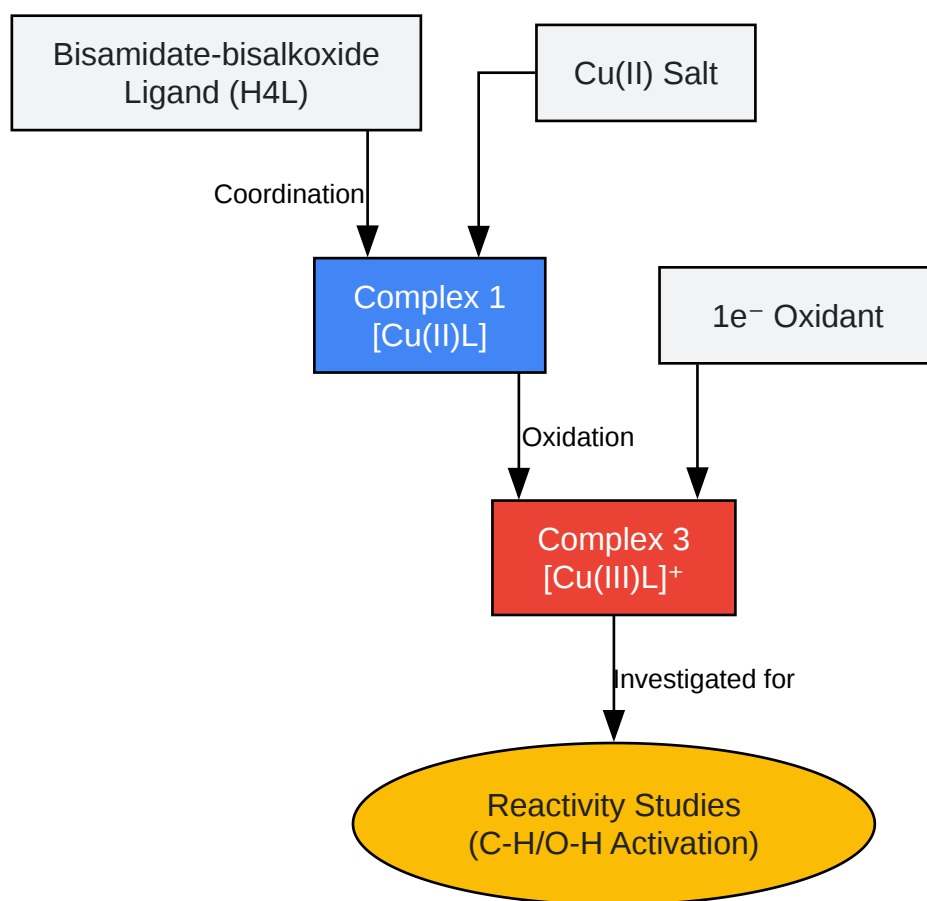 Bisamidate-bisalkoxide
Ligand (H4L)
Cu(II) Salt
Coordination
Complex 1
[Cu(II)L]
1e⁻ Oxidant
Oxidation
Complex 3
[Cu(III)L]⁺
Investigated for
Reactivity Studies
(C-H/O-H Activation)